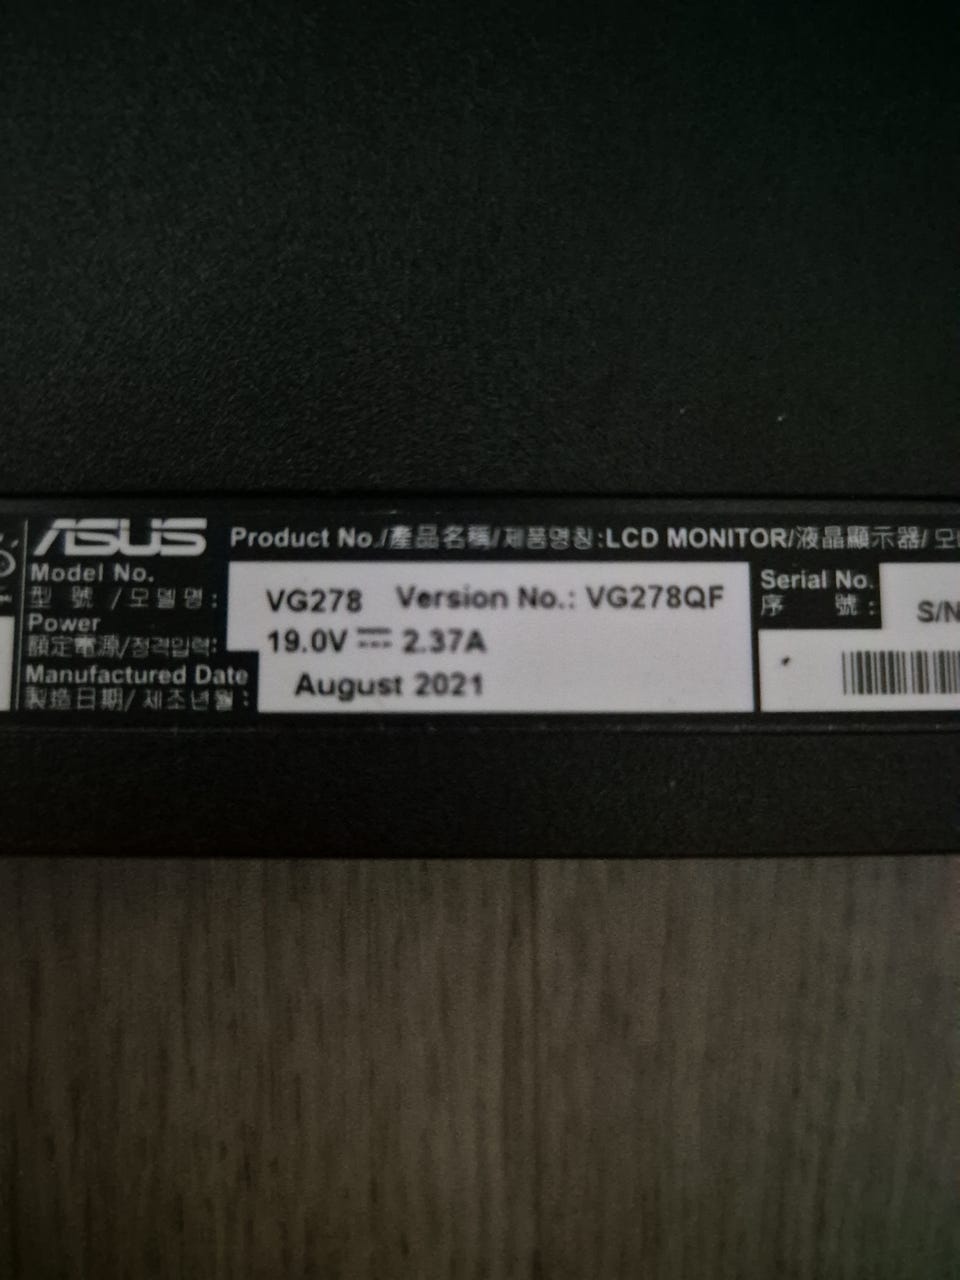 ASUS Product No./產品名稱/제품명칭:LCD MONITOR/液晶顯示器/모니
Model No.
型 號 / 모 델 명 : VG278 Version No.: VG278QF
Power
額定電源/정격입력: 19.0V 2.37A
Manufactured Date
製造日期/ 제조년월 : August 2021
Serial No.
序 號 : S/N